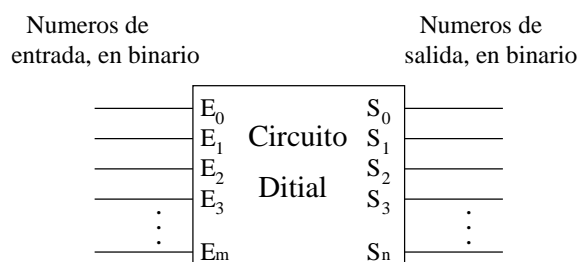 Numeros de
entrada, en binario
Numeros de
salida, en binario
E0 S0
E1 Circuito S1
E2 S2
Ditial
E3 S3
Em Sn